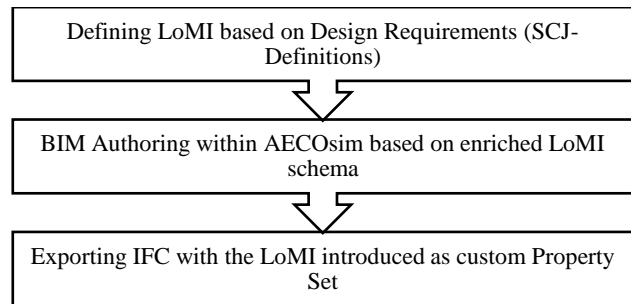 Defining LoMI based on Design Requirements (SCJ-
Definitions)
BIM Authoring within AECOsim based on enriched LoMI
schema
Exporting IFC with the LoMI introduced as custom Property
Set